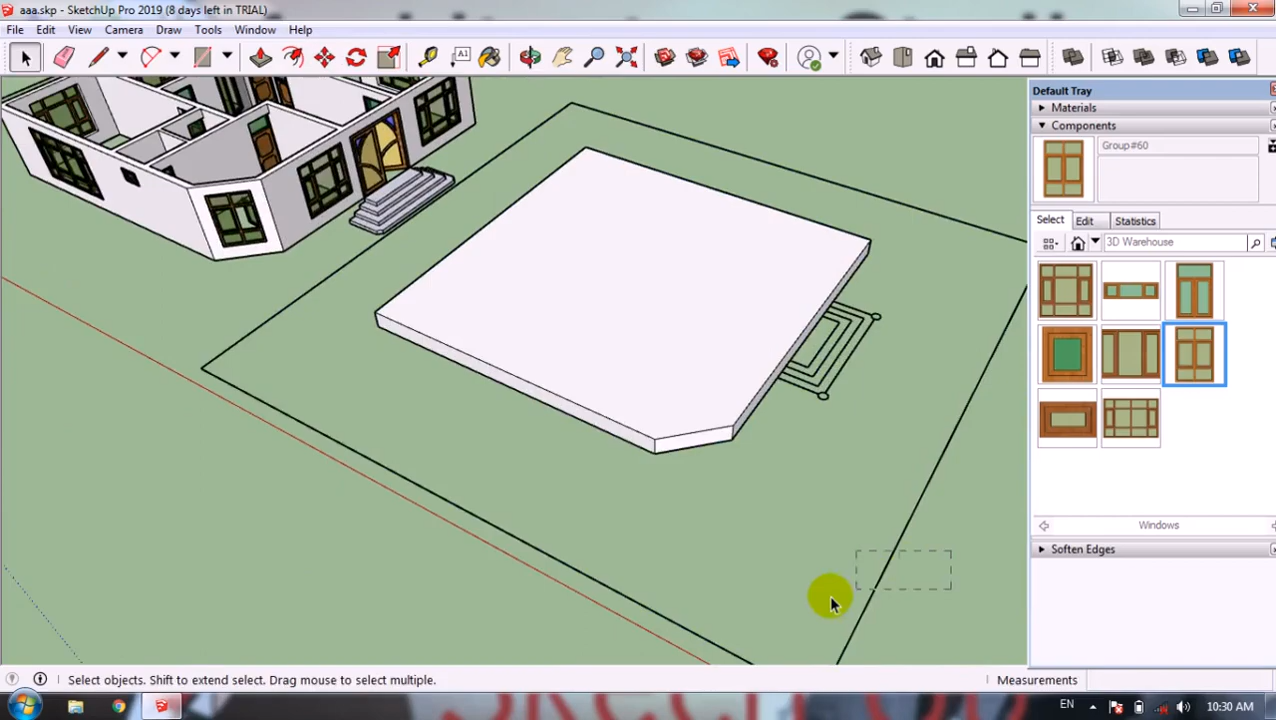 aaa.skp - SketchUp Pro 2019 (8 days left in TRIAL)
File Edit View Camera Draw Tools Window Help
A1
Default Tray
Materials
Components
Group#60
Select Edit Statistics
3D Warehouse
Windows
Soften Edges
Select objects. Shift to extend select. Drag mouse to select multiple.
Measurements
EN
10:30 AM